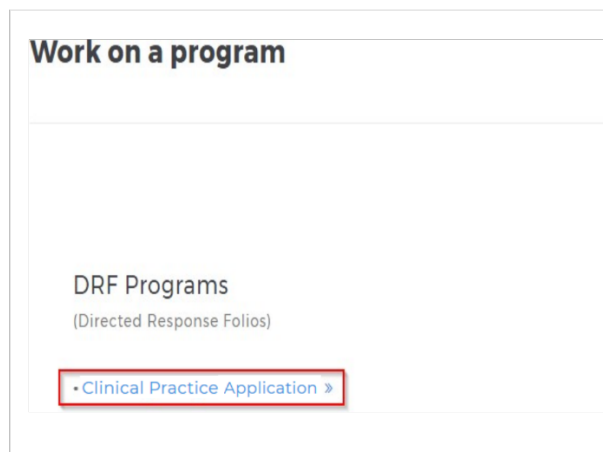 Work on a program
DRF Programs
(Directed Response Folios)
• Clinical Practice Application »